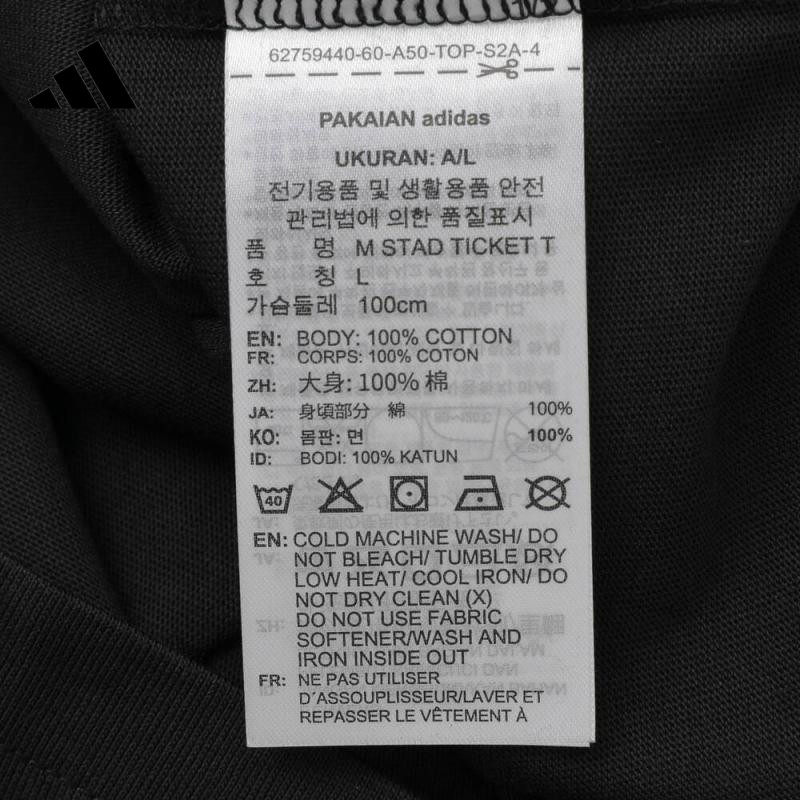 62759440-60-A50-TOP-S2A-4
PAKAIAN adidas
UKURAN: A/L
전기용품 및 생활용품 안전
관리법에 의한 품질표시
품 명 M STAD TICKET T
호 칭 L
가슴둘레 100cm
EN: BODY: 100% COTTON
FR: CORPS: 100% COTON
ZH: 大身: 100% 棉
JA: 身頃部分 綿 100%
KO: 몸판: 면 100%
ID: BODI: 100% KATUN
40
EN: COLD MACHINE WASH/ DO
NOT BLEACH/ TUMBLE DRY
LOW HEAT/ COOL IRON/ DO
NOT DRY CLEAN (X)
DO NOT USE FABRIC
SOFTENER/WASH AND
IRON INSIDE OUT
FR: NE PAS UTILISER
D´ASSOUPLISSEUR/LAVER ET
REPASSER LE VÊTEMENT À